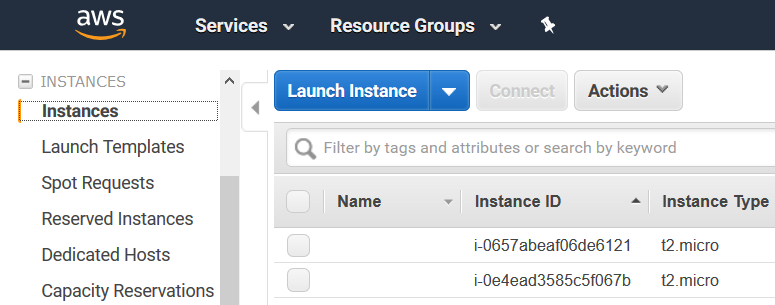 aws
Services Resource Groups
INSTANCES
Instances
Launch Templates
Spot Requests
Reserved Instances
Dedicated Hosts
Capacity Reservations
Launch Instance Connect Actions
Filter by tags and attributes or search by keyword
Name Instance ID Instance Type
i-0657abeaf06de6121 t2.micro
i-0e4ead3585c5f067b t2.micro